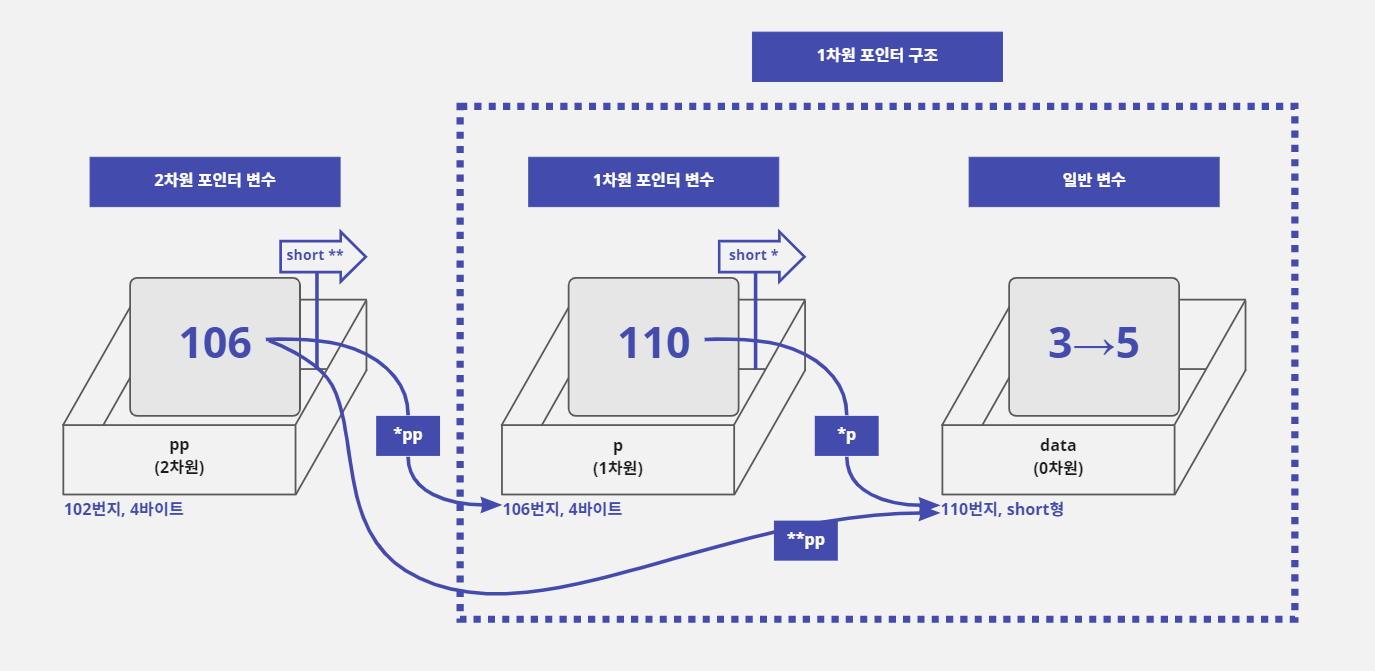 1차원 포인터 구조
2차원 포인터 변수
1차원 포인터 변수
일반 변수
short **
short *
106
110
3→5
*pp
*p
pp
(2차원)
p
(1차원)
data
(0차원)
102번지, 4바이트
106번지, 4바이트
110번지, short형
**pp